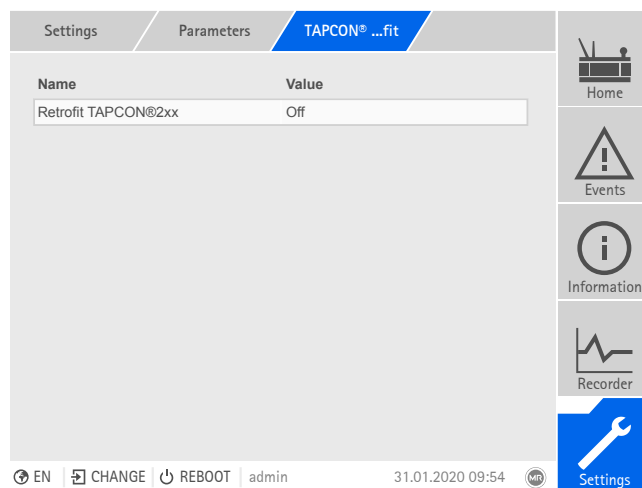 Settings Parameters TAPCON® ...fit
Name Value
Retrofit TAPCON®2xx Off
Home
Events
Information
Recorder
Settings
EN CHANGE REBOOT admin 31.01.2020 09:54 MR